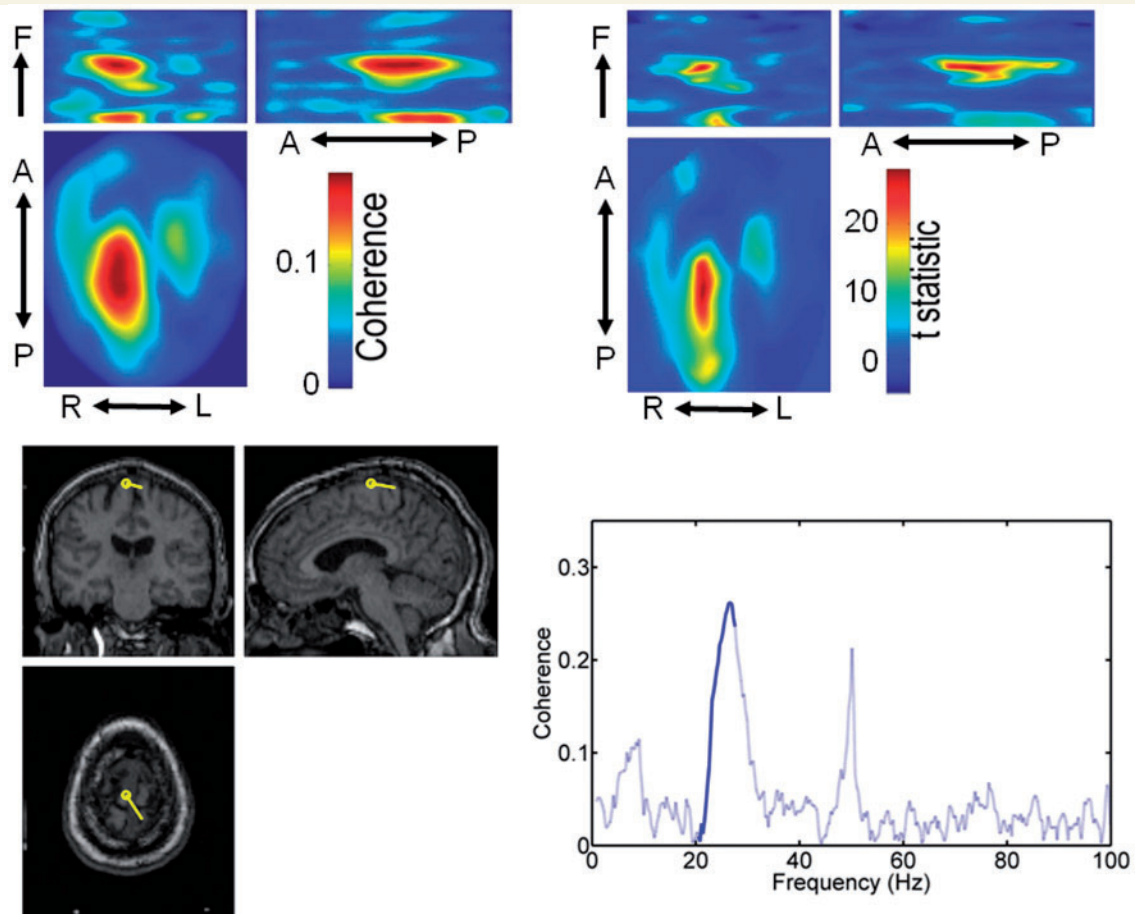 F
A P
A
P
R L
0.1
0
Coherence
F
A P
A
P
R L
20
10
0
t statistic
0.3
0.2
0.1
0
Coherence
0 20 40 60 80 100
Frequency (Hz)